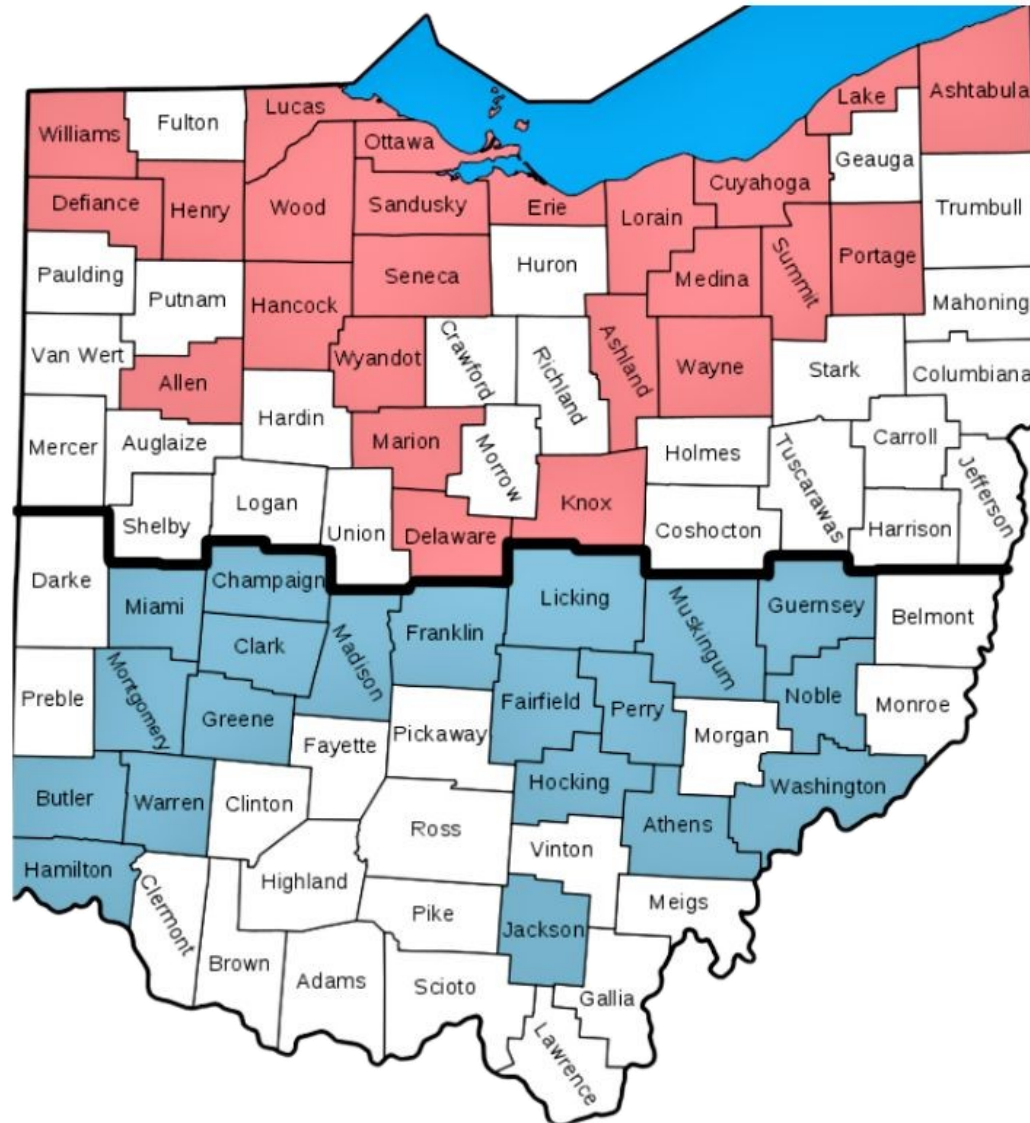 Williams
Fulton
Lucas
Ottawa
Lake
Ashtabula
Geauga
Cuyahoga
Defiance
Henry
Wood
Sandusky
Erie
Lorain
Trumbull
Paulding
Putnam
Hancock
Seneca
Huron
Medina
Summit
Portage
Mahoning
Van Wert
Allen
Wyandot
Crawford
Richland
Ashland
Wayne
Stark
Columbiana
Mercer
Auglaize
Hardin
Marion
Morrow
Holmes
Tuscarawas
Carroll
Jefferson
Shelby
Logan
Union
Delaware
Knox
Coshocton
Harrison
Darke
Miami
Champaign
Clark
Madison
Franklin
Licking
Muskingum
Guernsey
Belmont
Preble
Montgomery
Greene
Fayette
Pickaway
Fairfield
Perry
Morgan
Noble
Monroe
Butler
Warren
Clinton
Ross
Hocking
Athens
Washington
Hamilton
Clermont
Highland
Pike
Vinton
Jackson
Meigs
Brown
Adams
Scioto
Gallia
Lawrence